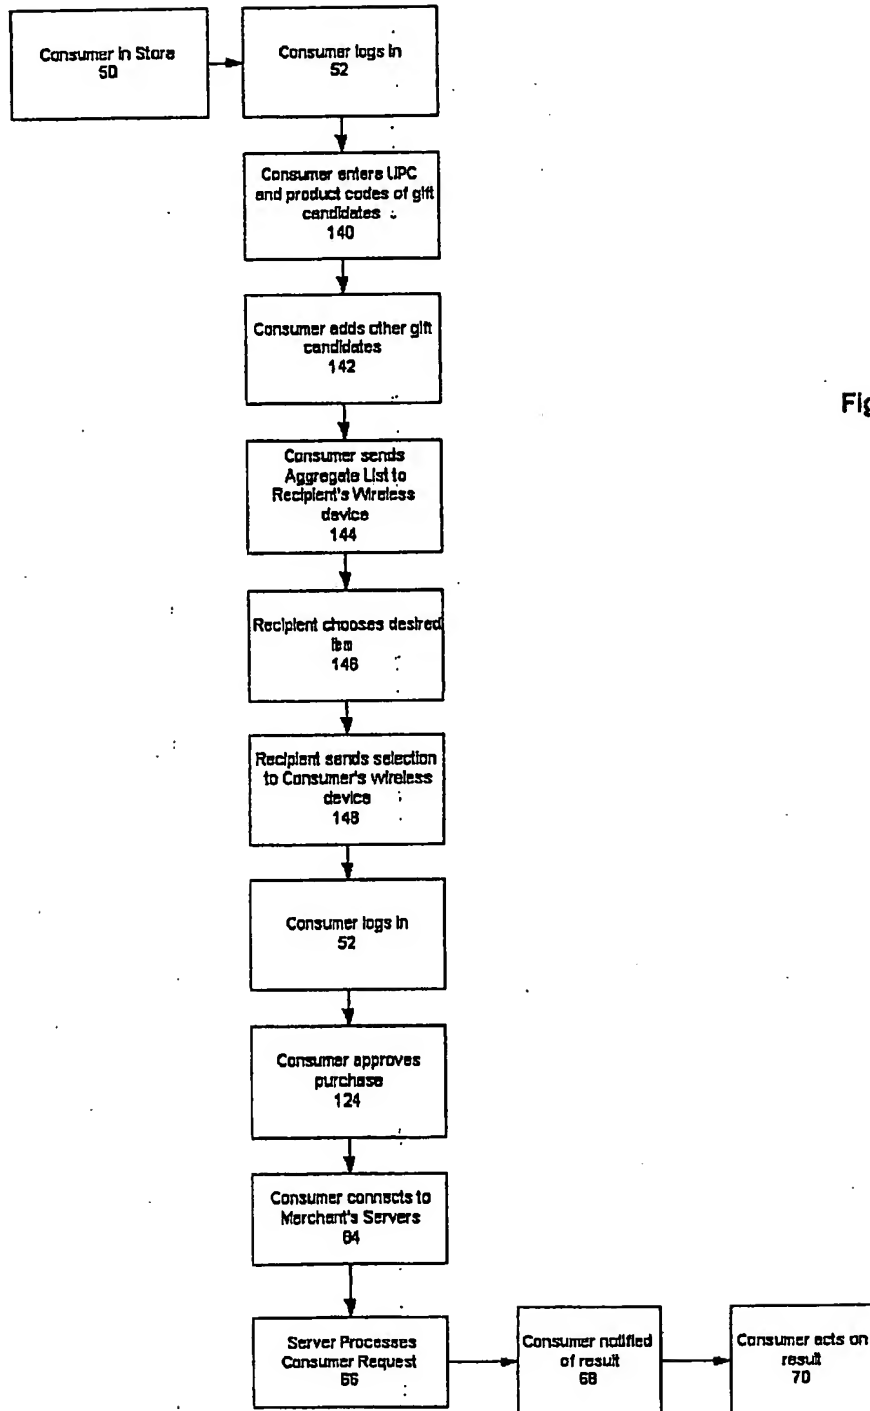 Consumer in Store
50
Consumer logs in
52
Consumer enters UPC
and product codes of gift
candidates
140
Consumer adds other gift
candidates
142
Consumer sends
Aggregate List to
Recipient's Wireless
device
144
Recipient chooses desired
item
146
Recipient sends selection
to Consumer's wireless
device
148
Consumer logs in
52
Consumer approves
purchase
124
Consumer connects to
Merchant's Servers
64
Server Processes
Consumer Request
66
Consumer notified
of result
68
Consumer acts on
result
70
Fig